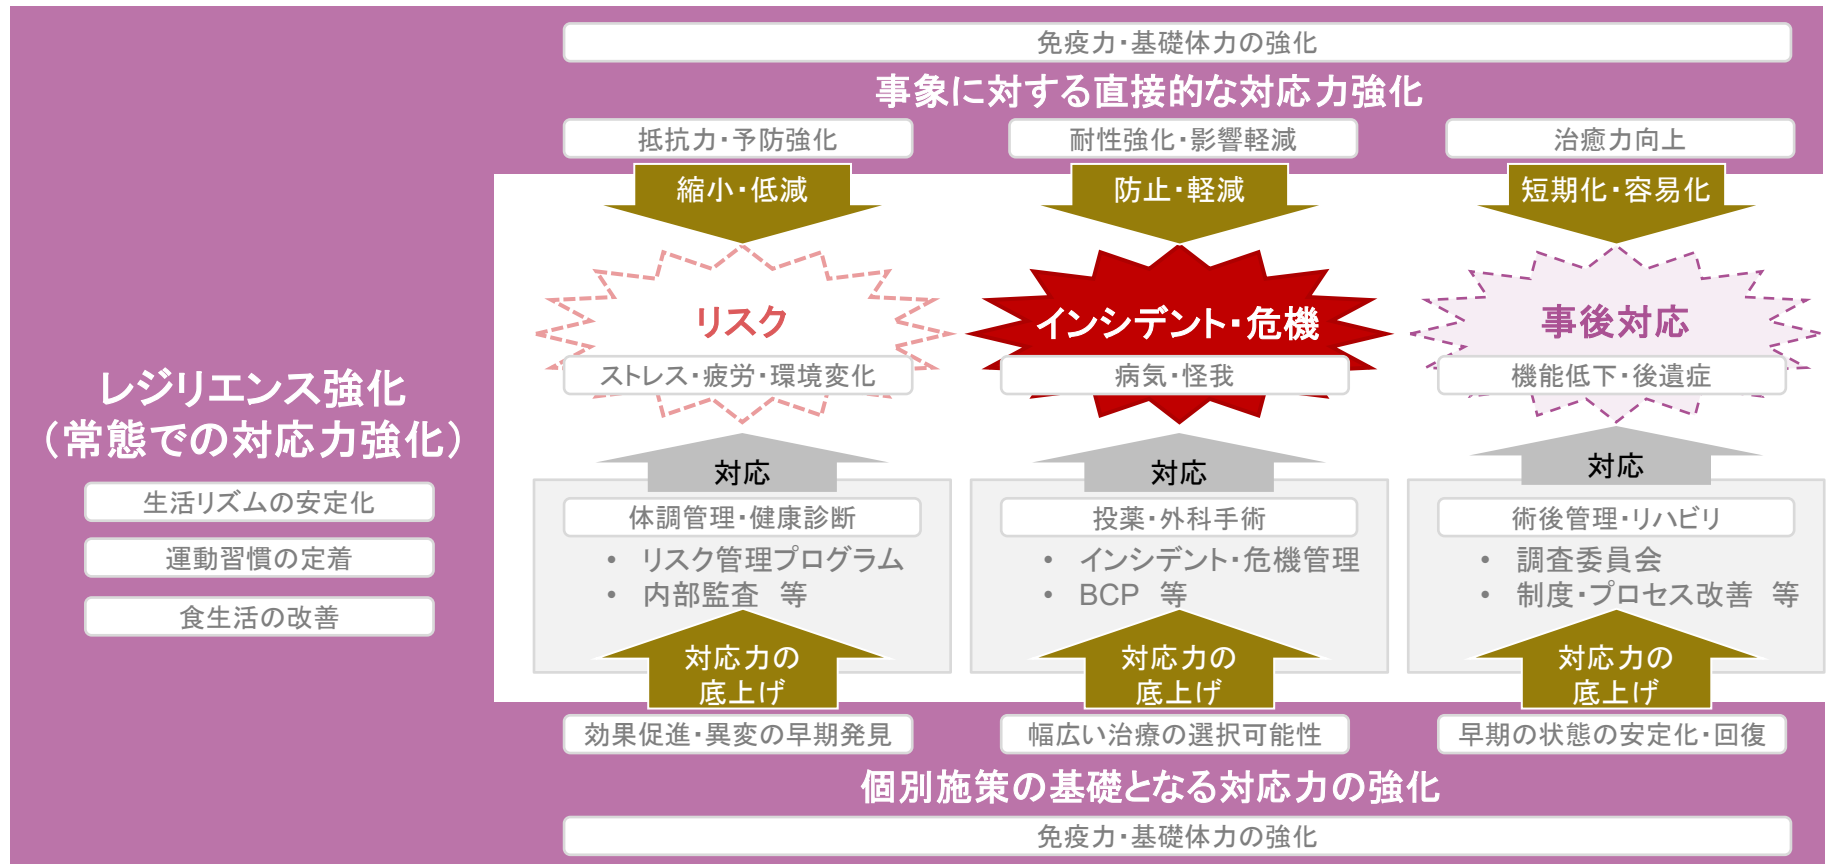 免疫力・基礎体力の強化
事象に対する直接的な対応力強化
抵抗力・予防強化
耐性強化・影響軽減
治癒力向上
縮小・低減
防止・軽減
短期化・容易化
リスク
インシデント・危機
事後対応
ストレス・疲労・環境変化
病気・怪我
機能低下・後遺症
レジリエンス強化
（常態での対応力強化）
生活リズムの安定化
運動習慣の定着
食生活の改善
対応
対応
対応
体調管理・健康診断
• リスク管理プログラム
• 内部監査 等
投薬・外科手術
• インシデント・危機管理
• BCP 等
術後管理・リハビリ
• 調査委員会
• 制度・プロセス改善 等
対応力の
底上げ
対応力の
底上げ
対応力の
底上げ
効果促進・異変の早期発見
幅広い治療の選択可能性
早期の状態の安定化・回復
個別施策の基礎となる対応力の強化
免疫力・基礎体力の強化